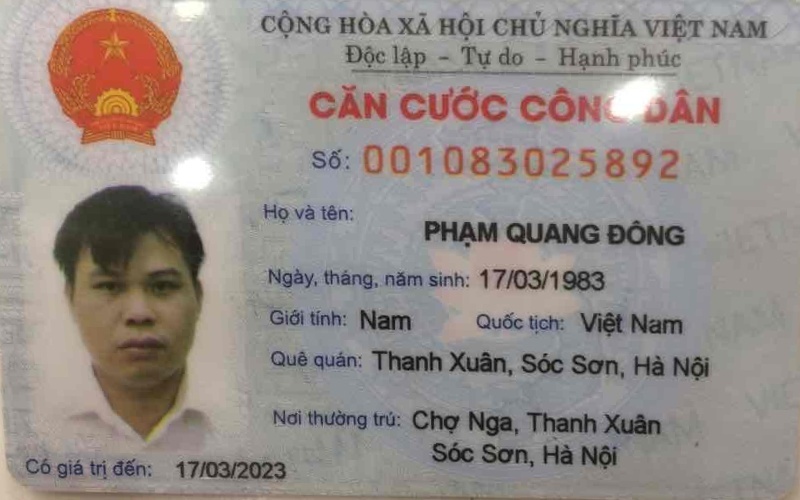 CỘNG HÒA XÃ HỘI CHỦ NGHĨA VIỆT NAM
Độc lập - Tự do - Hạnh phúc
CĂN CƯỚC CÔNG DÂN
Số: 001083025892
Họ và tên:
PHẠM QUANG ĐÔNG
Ngày, tháng, năm sinh: 17/03/1983
Giới tính: Nam Quốc tịch: Việt Nam
Quê quán: Thanh Xuân, Sóc Sơn, Hà Nội
Nơi thường trú: Chợ Nga, Thanh Xuân
Sóc Sơn, Hà Nội
Có giá trị đến: 17/03/2023